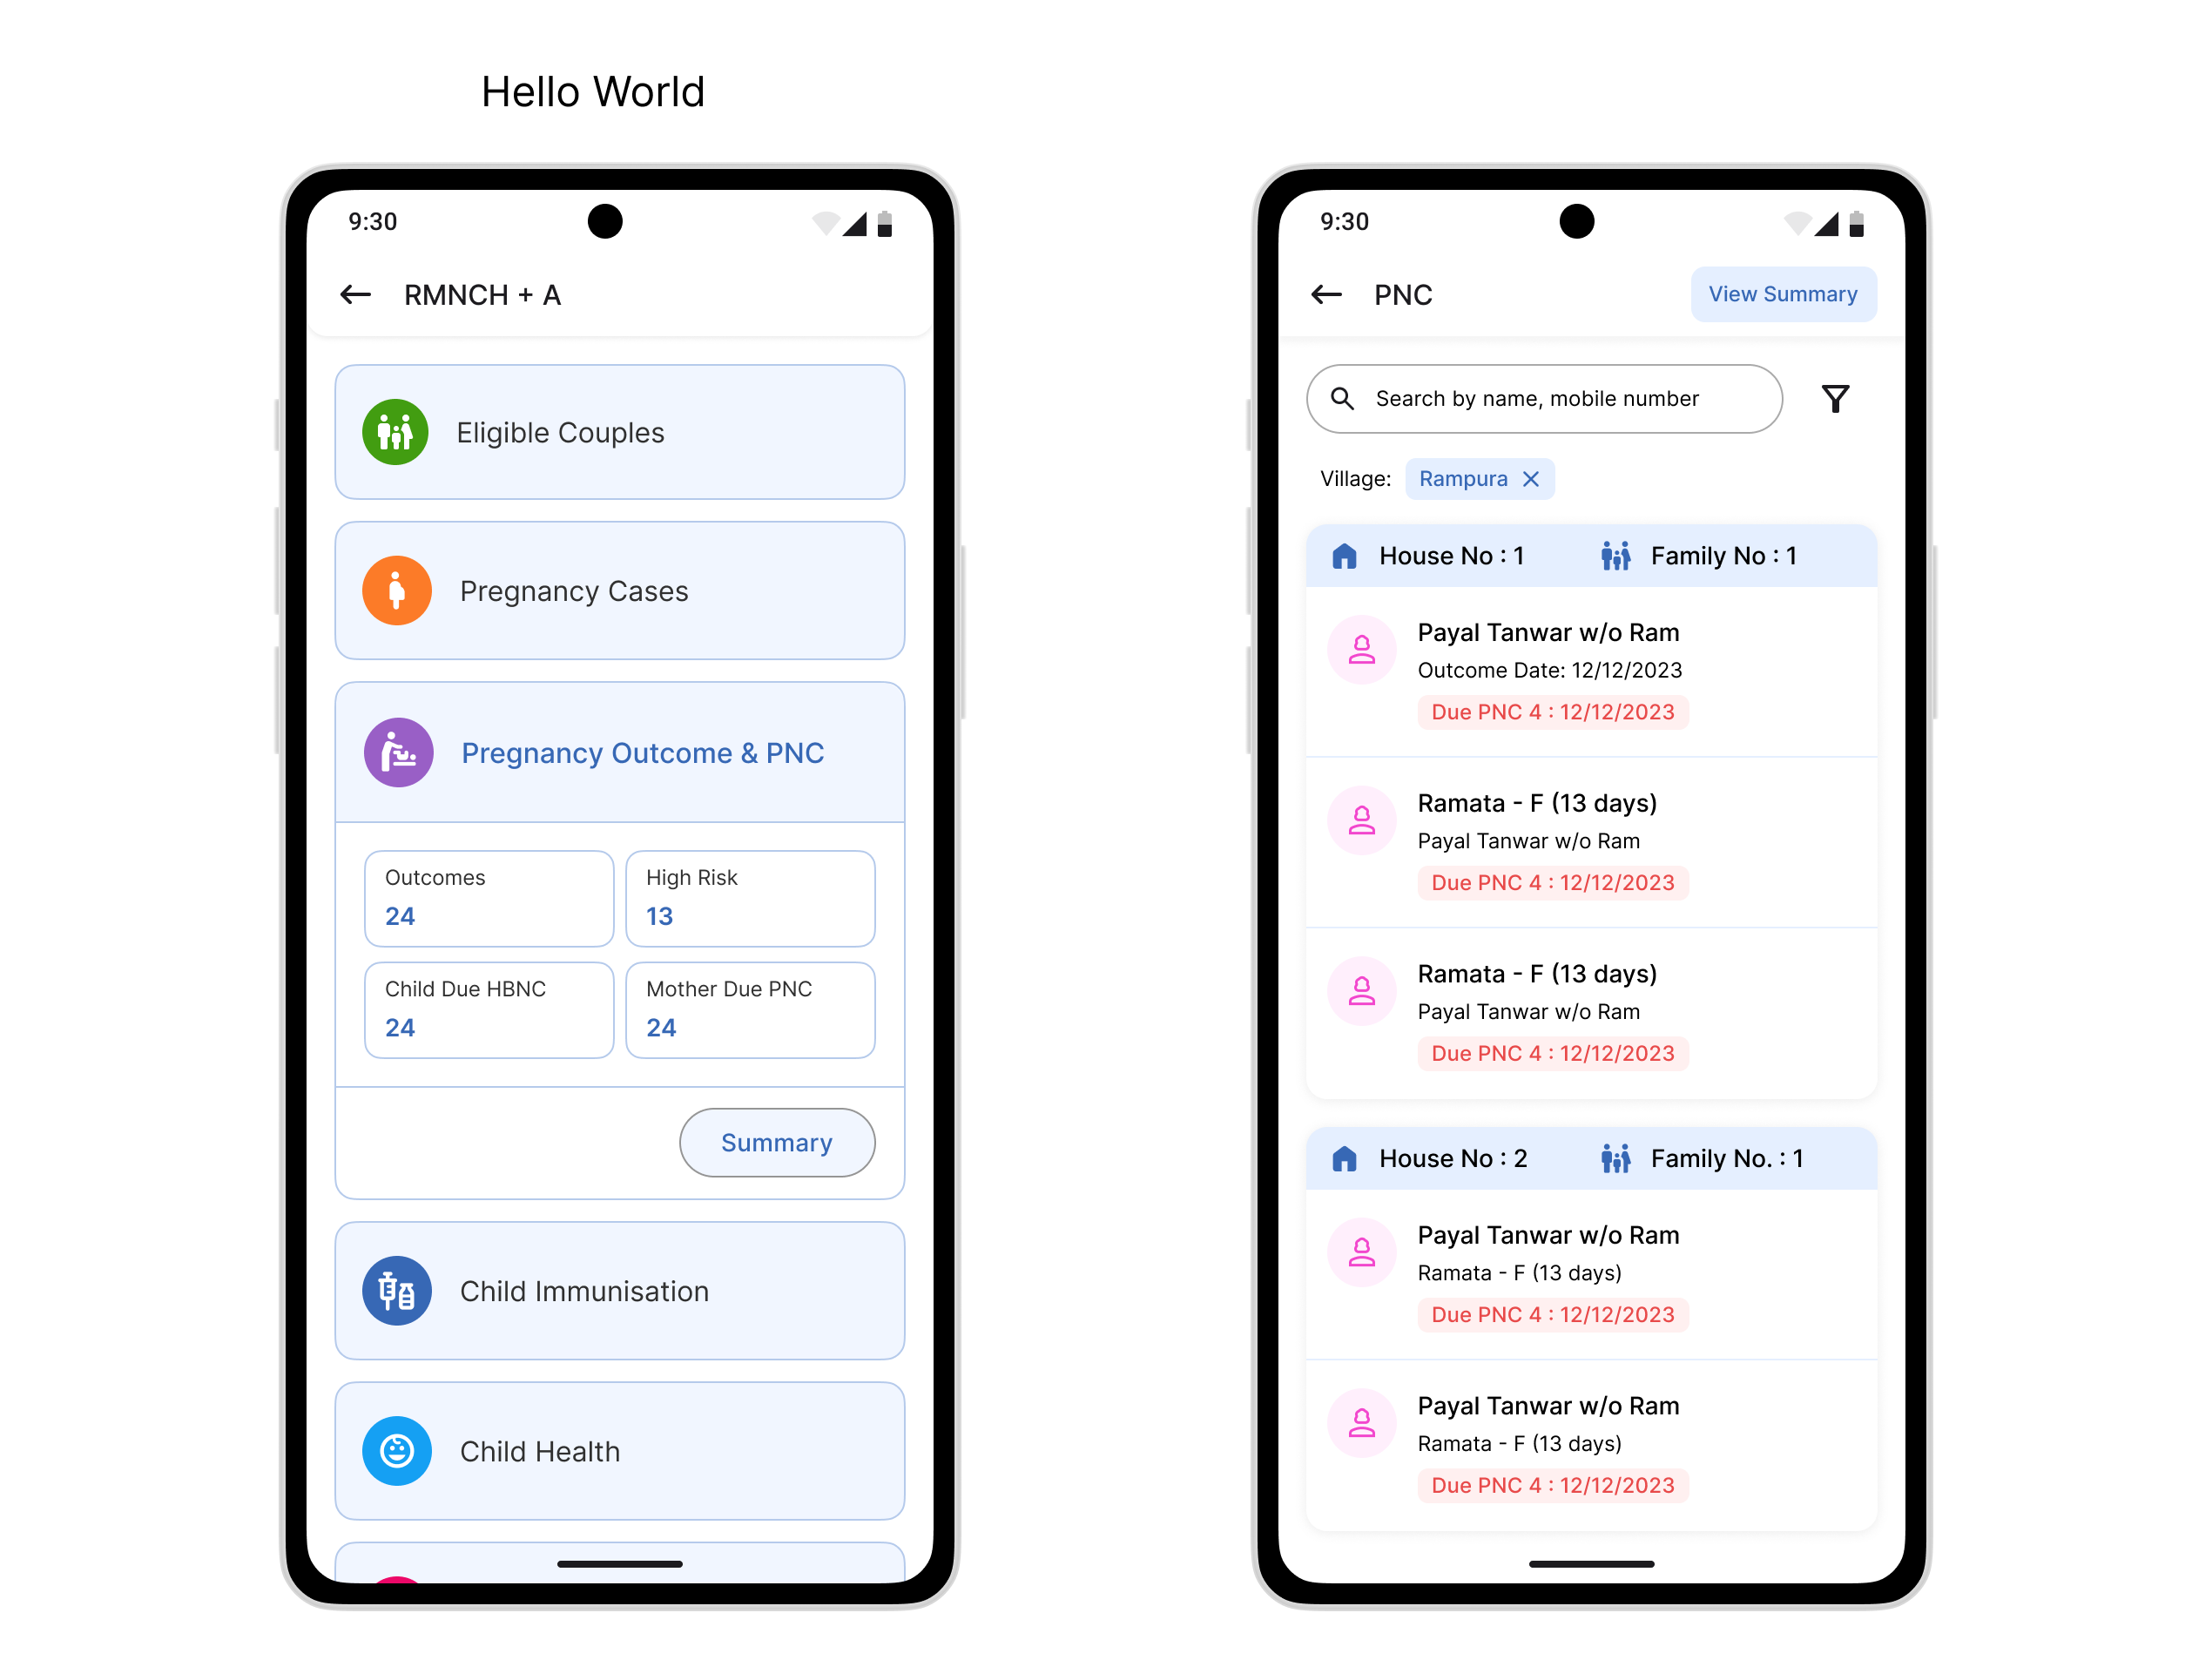 Hello World
9:30
RMNCH + A
Eligible Couples
Pregnancy Cases
Pregnancy Outcome & PNC
Outcomes
24
High Risk
13
Child Due HBNC
24
Mother Due PNC
24
Summary
Child Immunisation
Child Health
9:30
PNC
View Summary
Search by name, mobile number
Village:
Rampura
House No : 1
Family No : 1
Payal Tanwar w/o Ram
Outcome Date: 12/12/2023
Due PNC 4 : 12/12/2023
Ramata - F (13 days)
Payal Tanwar w/o Ram
Due PNC 4 : 12/12/2023
Ramata - F (13 days)
Payal Tanwar w/o Ram
Due PNC 4 : 12/12/2023
House No : 2
Family No. : 1
Payal Tanwar w/o Ram
Ramata - F (13 days)
Due PNC 4 : 12/12/2023
Payal Tanwar w/o Ram
Ramata - F (13 days)
Due PNC 4 : 12/12/2023